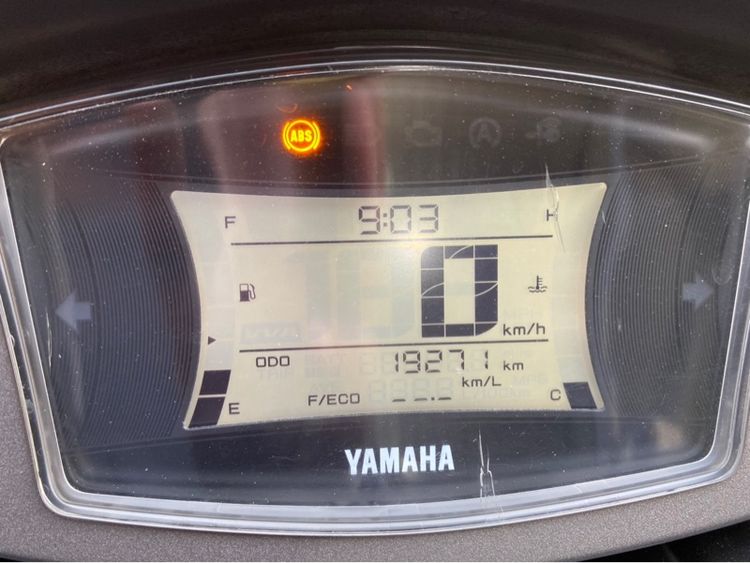 ABS
A
F 9:03 H
0 km/h
ODO 19271 km
km/L
F/ECO --.-
E C
YAMAHA